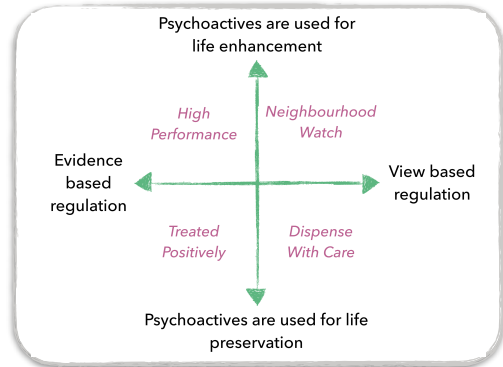 Psychoactives are used for
life enhancement
High
Performance
Neighbourhood
Watch
Evidence
based
regulation
View based
regulation
Treated
Positively
Dispense
With Care
Psychoactives are used for life
preservation